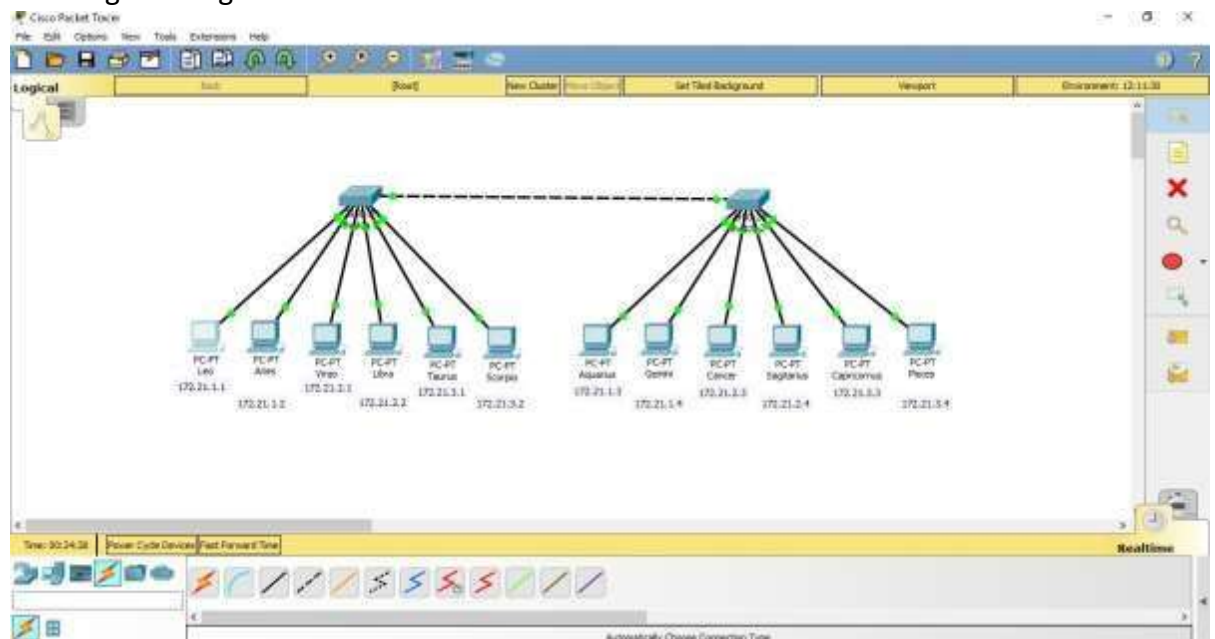 Cisco Packet Tracer
File Edit Options View Tools Extensions Help
Logical
[Root]
New Cluster
Set Tiled Background
Viewport
PC-PT
Leo
172.21.1.1
PC-PT
Aries
172.21.1.2
PC-PT
Virgo
172.21.2.1
PC-PT
Libra
172.21.2.2
PC-PT
Taurus
172.21.3.1
PC-PT
Scorpio
172.21.3.2
PC-PT
Aquarius
172.21.1.3
PC-PT
Gemini
172.21.1.4
PC-PT
Cancer
172.21.2.3
PC-PT
Sagitarius
172.21.2.4
PC-PT
Capricornus
172.21.3.3
PC-PT
Pisces
172.21.3.4
Power Cycle Devices Fast Forward Time
Realtime
Automatically Choose Connection Type